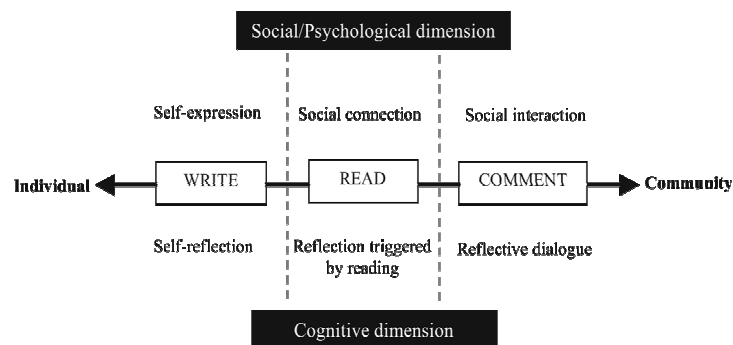 Social/Psychological dimension
Self-expression
Social connection
Social interaction
Individual
WRITE
READ
COMMENT
Community
Self-reflection
Reflection triggered
by reading
Reflective dialogue
Cognitive dimension